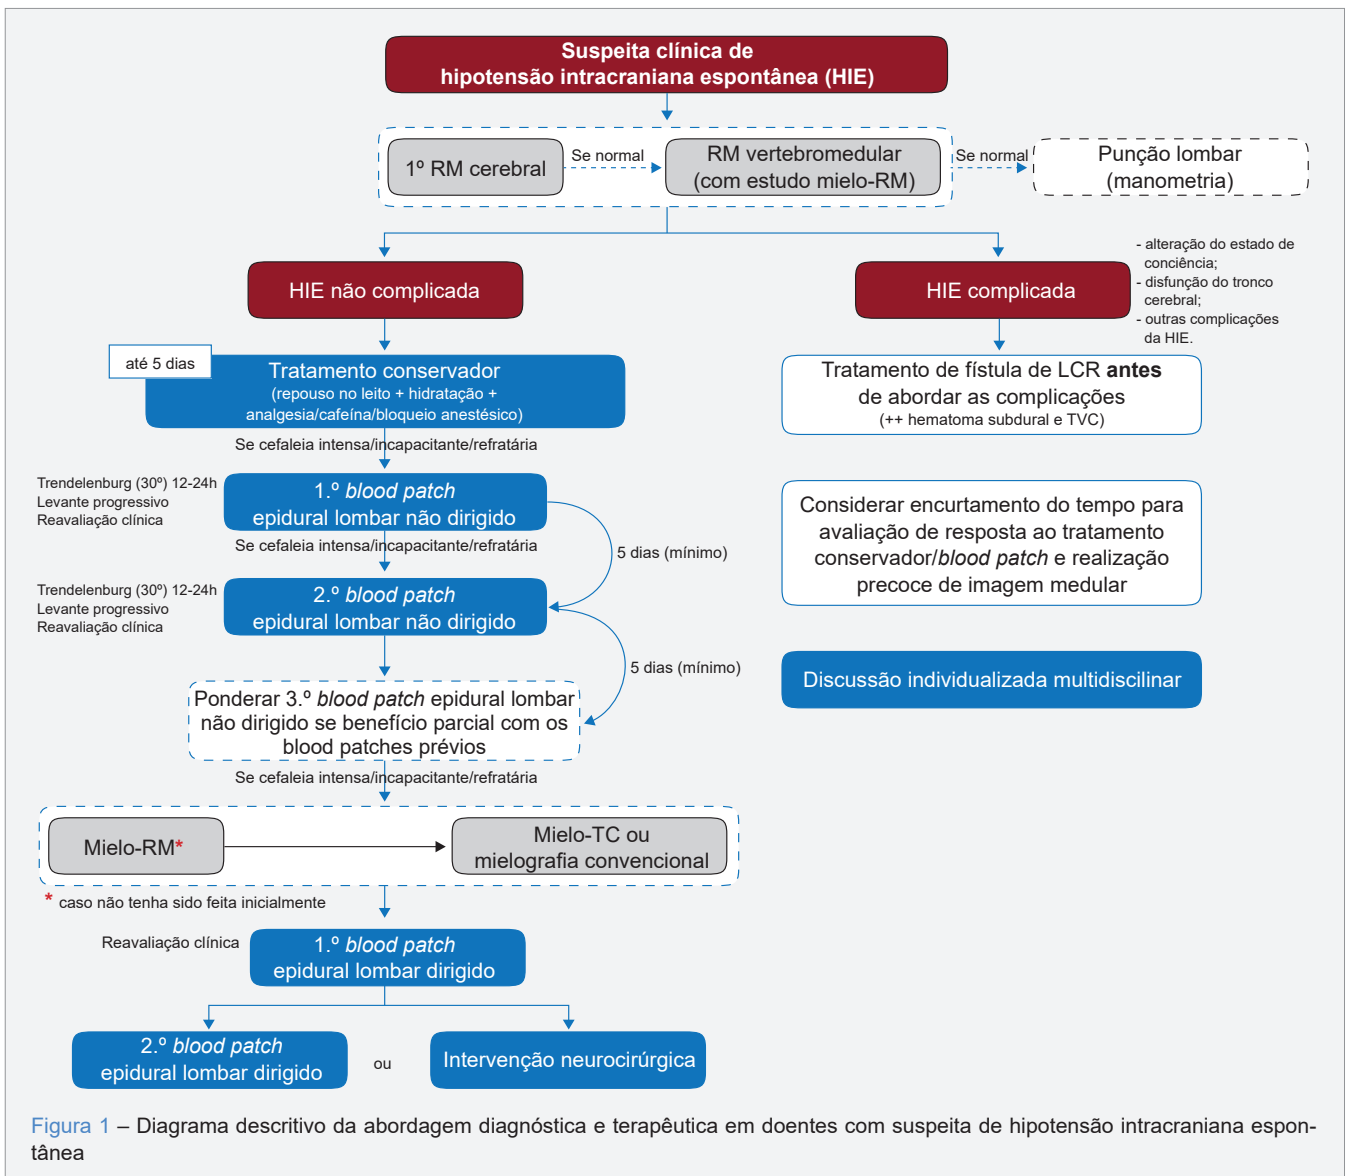 Suspeita clínica de
hipotensão intracraniana espontânea (HIE)
1º RM cerebral
Se normal
RM vertebromedular
(com estudo mielo-RM)
Se normal
Punção lombar
(manometria)
HIE não complicada
HIE complicada
- alteração do estado de
conciência;
- disfunção do tronco
cerebral;
- outras complicações
da HIE.
até 5 dias
Tratamento conservador
(repouso no leito + hidratação +
analgesia/cafeína/bloqueio anestésico)
Tratamento de fístula de LCR antes
de abordar as complicações
(++ hematoma subdural e TVC)
Se cefaleia intensa/incapacitante/refratária
Trendelenburg (30º) 12-24h
Levante progressivo
Reavaliação clínica
1.º blood patch
epidural lombar não dirigido
Considerar encurtamento do tempo para
avaliação de resposta ao tratamento
conservador/blood patch e realização
precoce de imagem medular
Se cefaleia intensa/incapacitante/refratária
5 dias (mínimo)
Trendelenburg (30º) 12-24h
Levante progressivo
Reavaliação clínica
2.º blood patch
epidural lombar não dirigido
5 dias (mínimo)
Discussão individualizada multidiscilinar
Ponderar 3.º blood patch epidural lombar
não dirigido se benefício parcial com os
blood patches prévios
Se cefaleia intensa/incapacitante/refratária
Mielo-RM*
Mielo-TC ou
mielografia convencional
* caso não tenha sido feita inicialmente
Reavaliação clínica
1.º blood patch
epidural lombar dirigido
2.º blood patch
epidural lombar dirigido
ou
Intervenção neurocirúrgica
Figura 1 – Diagrama descritivo da abordagem diagnóstica e terapêutica em doentes com suspeita de hipotensão intracraniana espon-
tânea